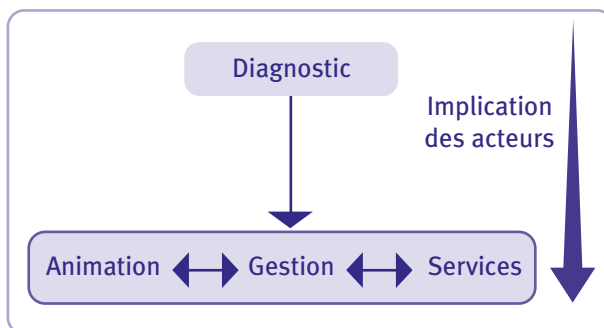 Diagnostic
Implication
des acteurs
Animation Gestion Services